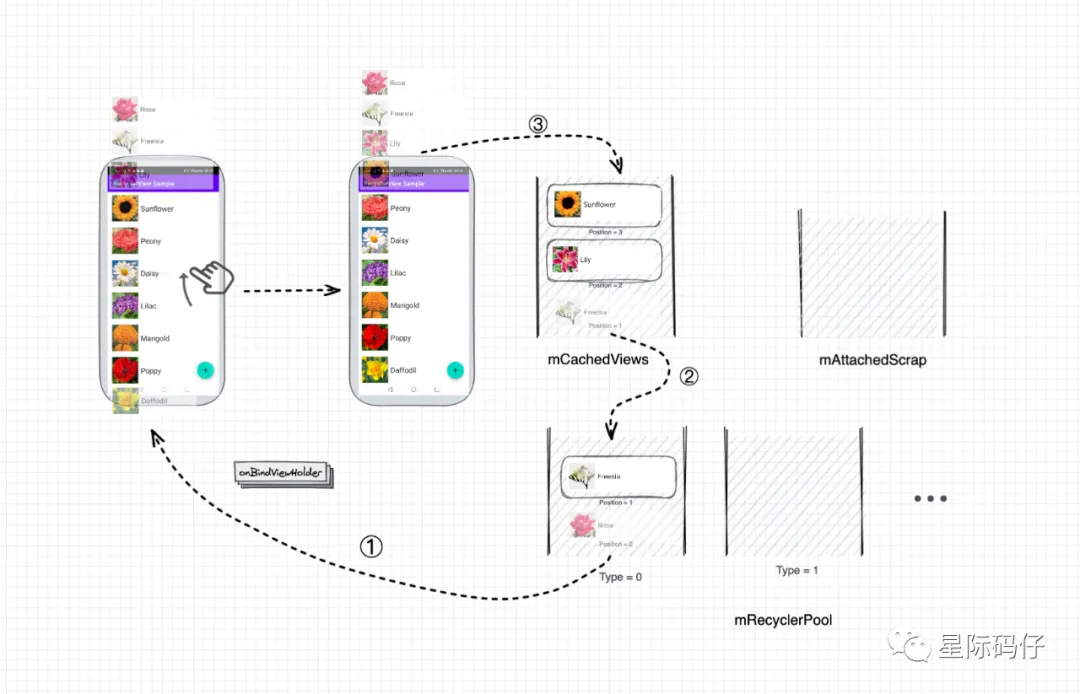 Rose
Freesia
Lily
View Sample
Sunflower
Peony
Daisy
Lilac
Marigold
Poppy
Daffodil
Rose
Freesia
Lily
Sunflower
View Sample
Peony
Daisy
Lilac
Marigold
Poppy
Daffodil
③
Sunflower
Position = 3
Lily
Position = 2
Freesia
Position = 1
mCachedViews
mAttachedScrap
②
onBindViewHolder
①
Freesia
Position = 1
Rose
Position = 0
Type = 0
Type = 1
•••
mRecyclerPool
星际码仔